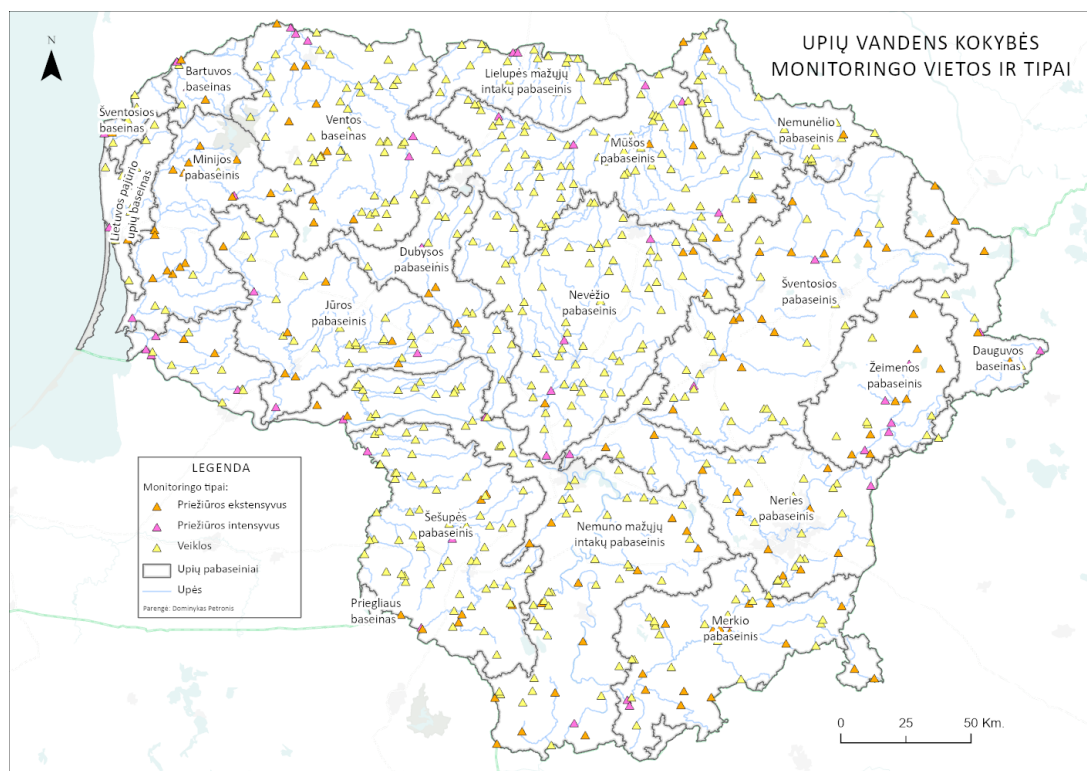 UPIŲ VANDENS KOKYBĖS
MONITORINGO VIETOS IR TIPAI
N
Bartuvos
baseinas
Lielupės mažųjų
intakų pabaseinis
Šventosios
baseinas
Ventos
baseinas
Nemunėlio
pabaseinis
Mūšos
pabaseinis
Minijos
pabaseinis
Lietuvos pajūrio
upių baseinas
Dubysos
pabaseinis
Šventosios
pabaseinis
Nevėžio
pabaseinis
Jūros
pabaseinis
Dauguvos
baseinas
Žeimenos
pabaseinis
LEGENDA
Monitoringo tipai:
Priežiūros ekstensyvus
Priežiūros intensyvus
Veiklos
Upių pabaseiniai
Upės
Parengė: Dominykas Petronis
Neries
pabaseinis
Šešupės
pabaseinis
Nemuno mažųjų
intakų pabaseinis
Priegliaus
baseinas
Merkio
pabaseinis
0 25 50 Km.